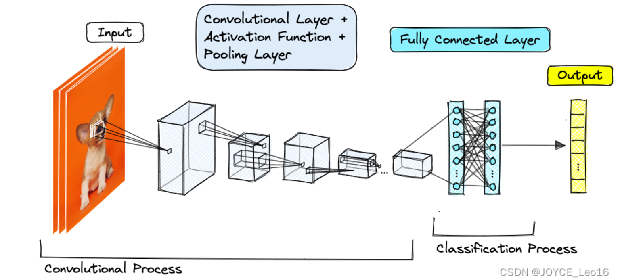 Input
Convolutional Layer +
Activation Function +
Pooling Layer
Fully Connected Layer
Output
...
Convolutional Process
Classification Process
CSDN @JOYCE_Leo16